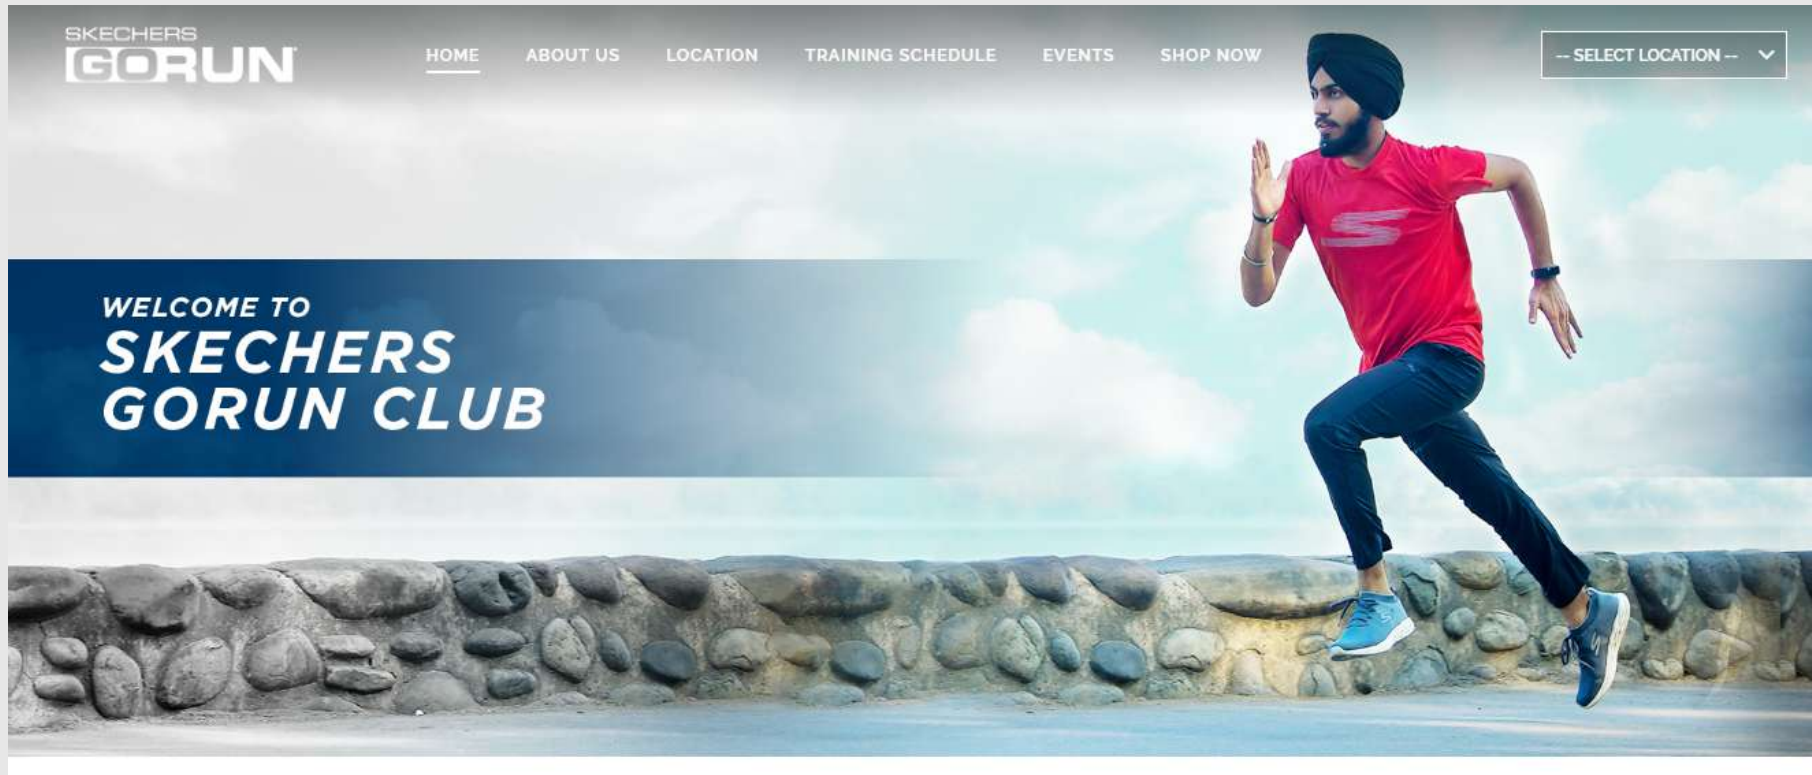 SKECHERS
GORUN
HOME ABOUT US LOCATION TRAINING SCHEDULE EVENTS SHOP NOW
-- SELECT LOCATION --
WELCOME TO
SKECHERS
GORUN CLUB